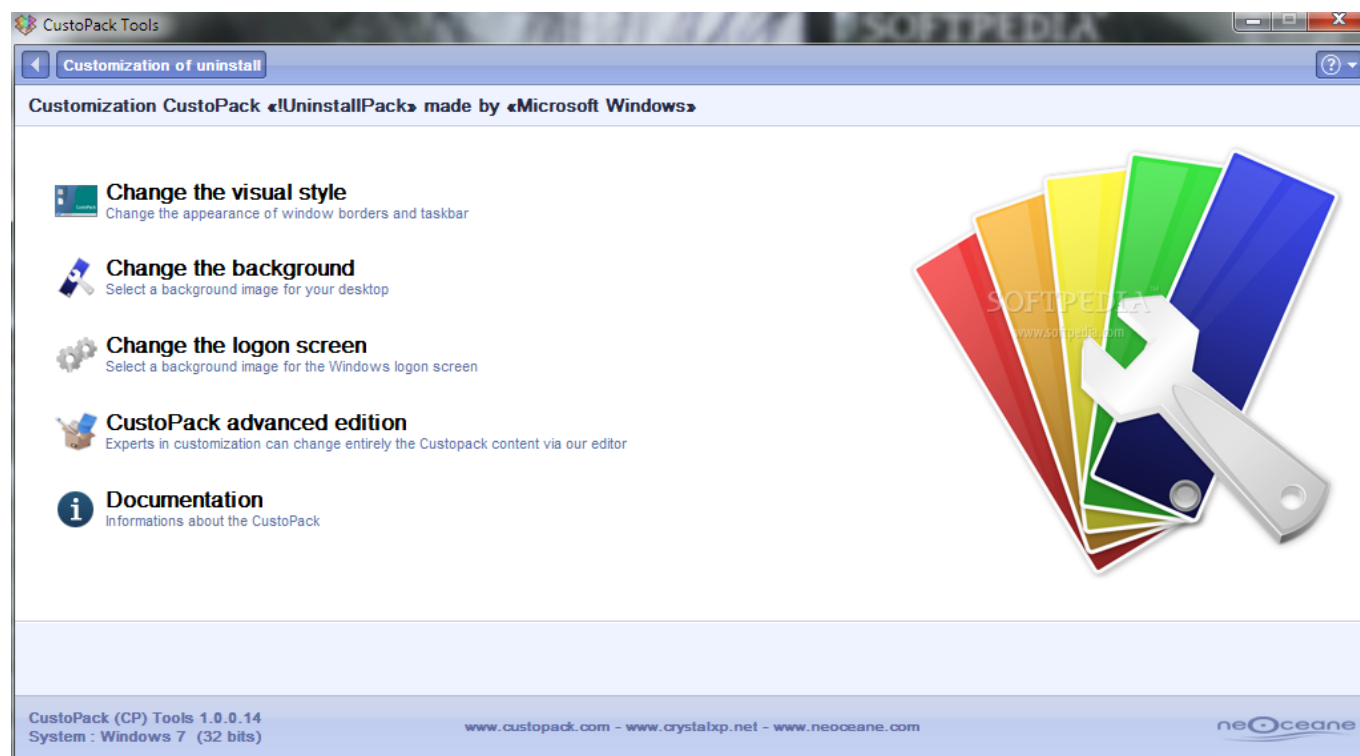 CustoPack Tools
SOFTPEDIA
Customization of uninstall
Customization CustoPack «!UninstallPack» made by «Microsoft Windows»
Change the visual style
Change the appearance of window borders and taskbar
Change the background
Select a background image for your desktop
Change the logon screen
Select a background image for the Windows logon screen
CustoPack advanced edition
Experts in customization can change entirely the Custopack content via our editor
Documentation
Informations about the CustoPack
SOFTPEDIA™
www.softpedia.com
CustoPack (CP) Tools 1.0.0.14
System : Windows 7 (32 bits)
www.custopack.com - www.crystalxp.net - www.neoceane.com
neOceane